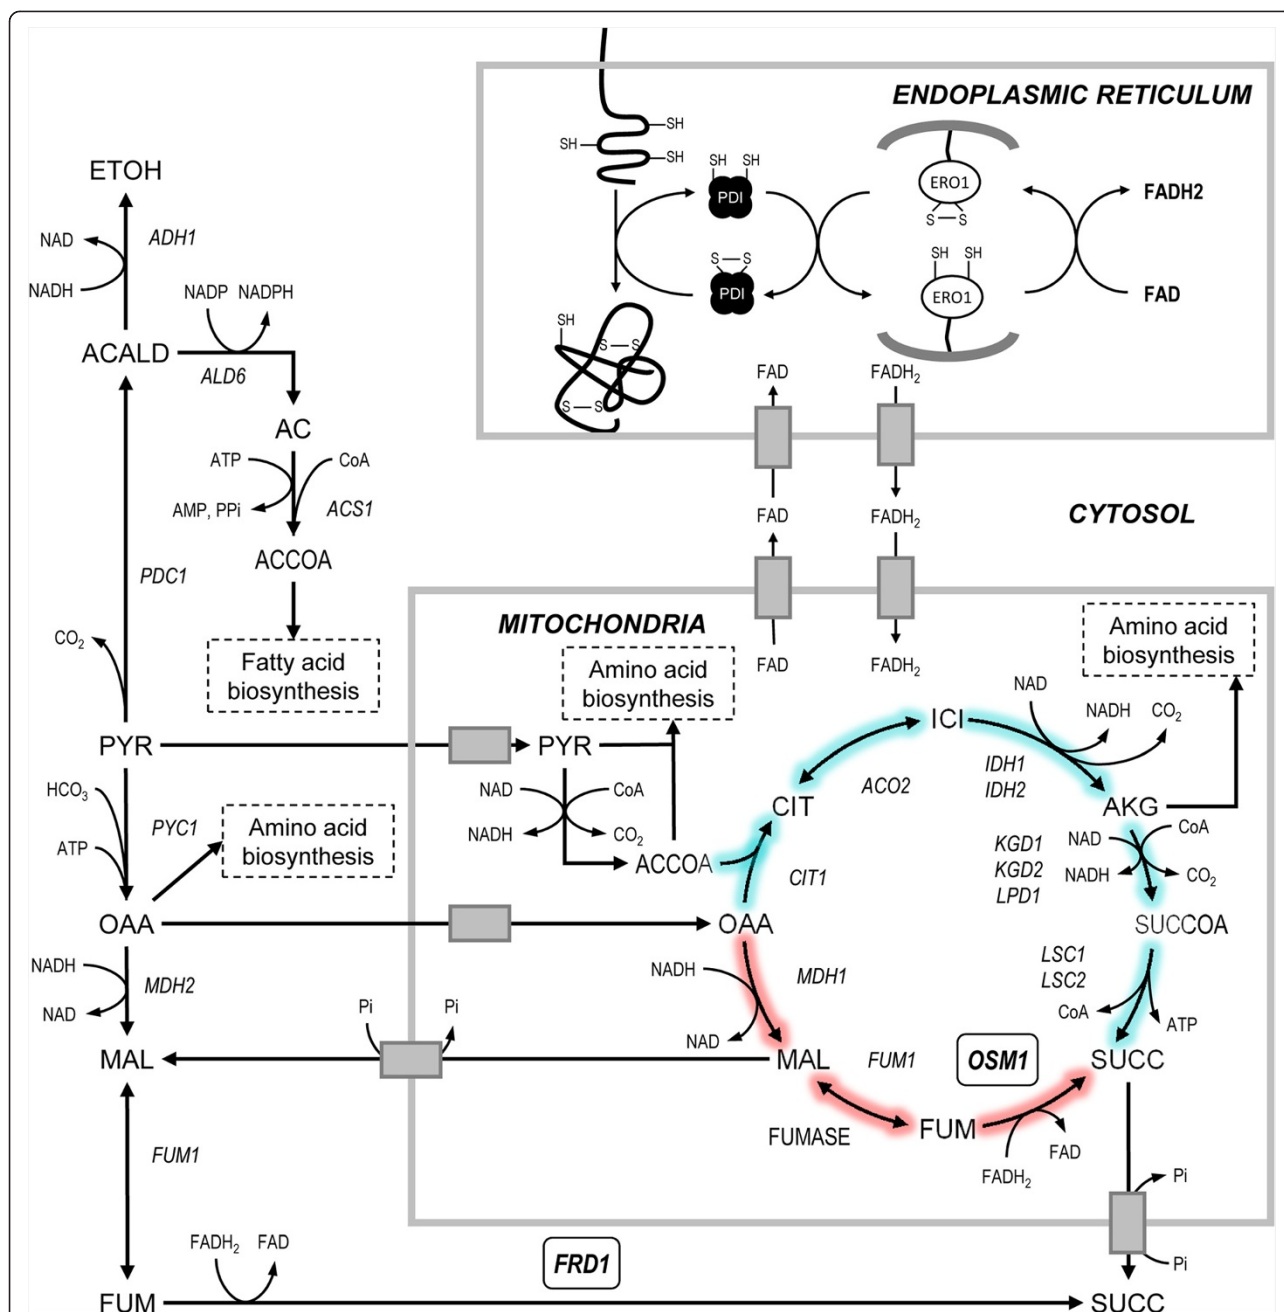 ENDOPLASMIC RETICULUM
SH
SH
SH
SH SH
PDI
ERO1
S S
FADH2
S S
PDI
SH SH
ERO1
FAD
SH
S S
S S
ETOH
NAD
ADH1
NADH
NADP NADPH
ACALD
ALD6
AC
ATP
CoA
AMP, PPi
ACS1
ACCOA
PDC1
CO2
Fatty acid
biosynthesis
FAD
FADH2
FAD
FADH2
CYTOSOL
MITOCHONDRIA
FAD
FADH2
Amino acid
biosynthesis
Amino acid
biosynthesis
PYR
PYR
NAD
CoA
NADH
CO2
ACCOA
HCO3
PYC1
ATP
Amino acid
biosynthesis
ICI
NAD
NADH
CO2
IDH1
IDH2
ACO2
CIT
AKG
CIT1
KGD1
KGD2
LPD1
NAD
CoA
NADH
CO2
OAA
OAA
SUCCOA
NADH
MDH2
NAD
NADH
MDH1
NAD
LSC1
LSC2
CoA
ATP
Pi
Pi
MAL
MAL
FUM1
OSM1
SUCC
FUMASE
FUM
FADH2
FAD
FUM1
Pi
Pi
FADH2
FAD
FRD1
FUM
SUCC